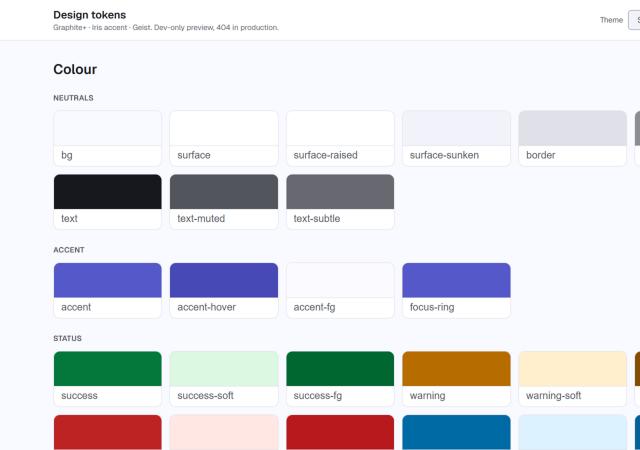 Design tokens
Graphite+ · Iris accent · Geist. Dev-only preview, 404 in production.
Theme
Colour
NEUTRALS
bg
surface
surface-raised
surface-sunken
border
text
text-muted
text-subtle
ACCENT
accent
accent-hover
accent-fg
focus-ring
STATUS
success
success-soft
success-fg
warning
warning-soft